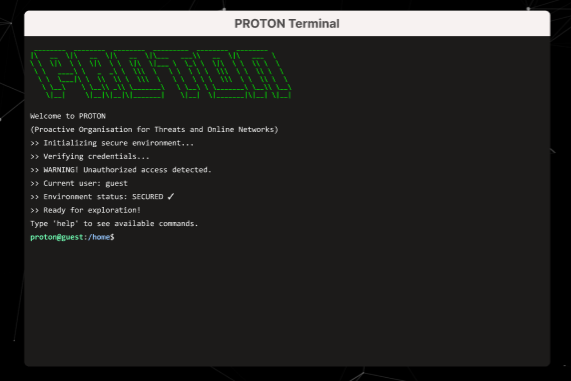 PROTON Terminal
PROTON
Welcome to PROTON
(Proactive Organisation for Threats and Online Networks)
>> Initializing secure environment...
>> Verifying credentials...
>> WARNING! Unauthorized access detected.
>> Current user: guest
>> Environment status: SECURED ✓
>> Ready for exploration!
Type 'help' to see available commands.
proton@guest:/home$